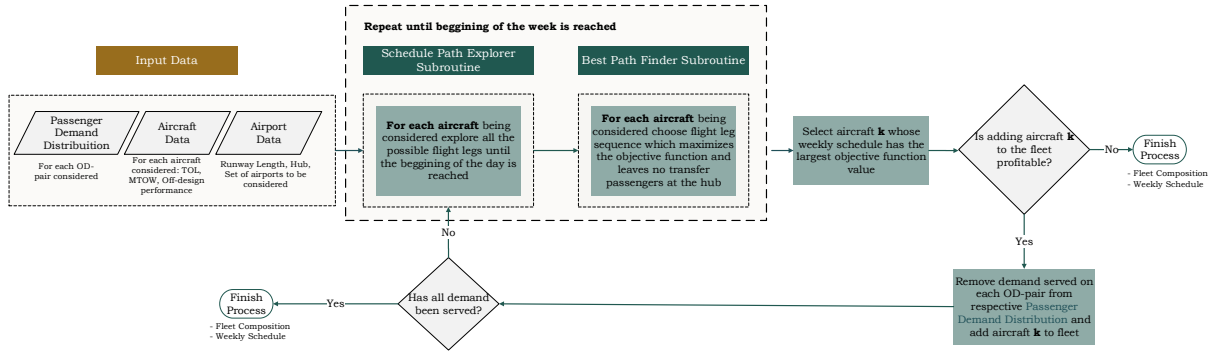 Repeat until beggining of the week is reached
Input Data
Schedule Path Explorer
Subroutine
Best Path Finder Subroutine
Passenger
Demand
Distribuition
Aircraft
Data
Airport
Data
For each OD-
pair considered
For each aircraft
considered: TOL,
MTOW, Off-design
performance
Runway Length, Hub,
Set of airports to be
considered
For each aircraft being
considered explore all the
possible flight legs until
the beggining of the day is
reached
For each aircraft being
considered choose flight leg
sequence which maximizes
the objective function and
leaves no transfer
passengers at the hub
Select aircraft k whose
weekly schedule has the
largest objective function
value
Is adding aircraft k
to the fleet
profitable?
No
Finish
Process
- Fleet Composition
- Weekly Schedule
Yes
Remove demand served on
each OD-pair from
respective Passenger
Demand Distribution and
add aircraft k to fleet
Has all demand
been served?
No
Yes
Finish
Process
- Fleet Composition
- Weekly Schedule